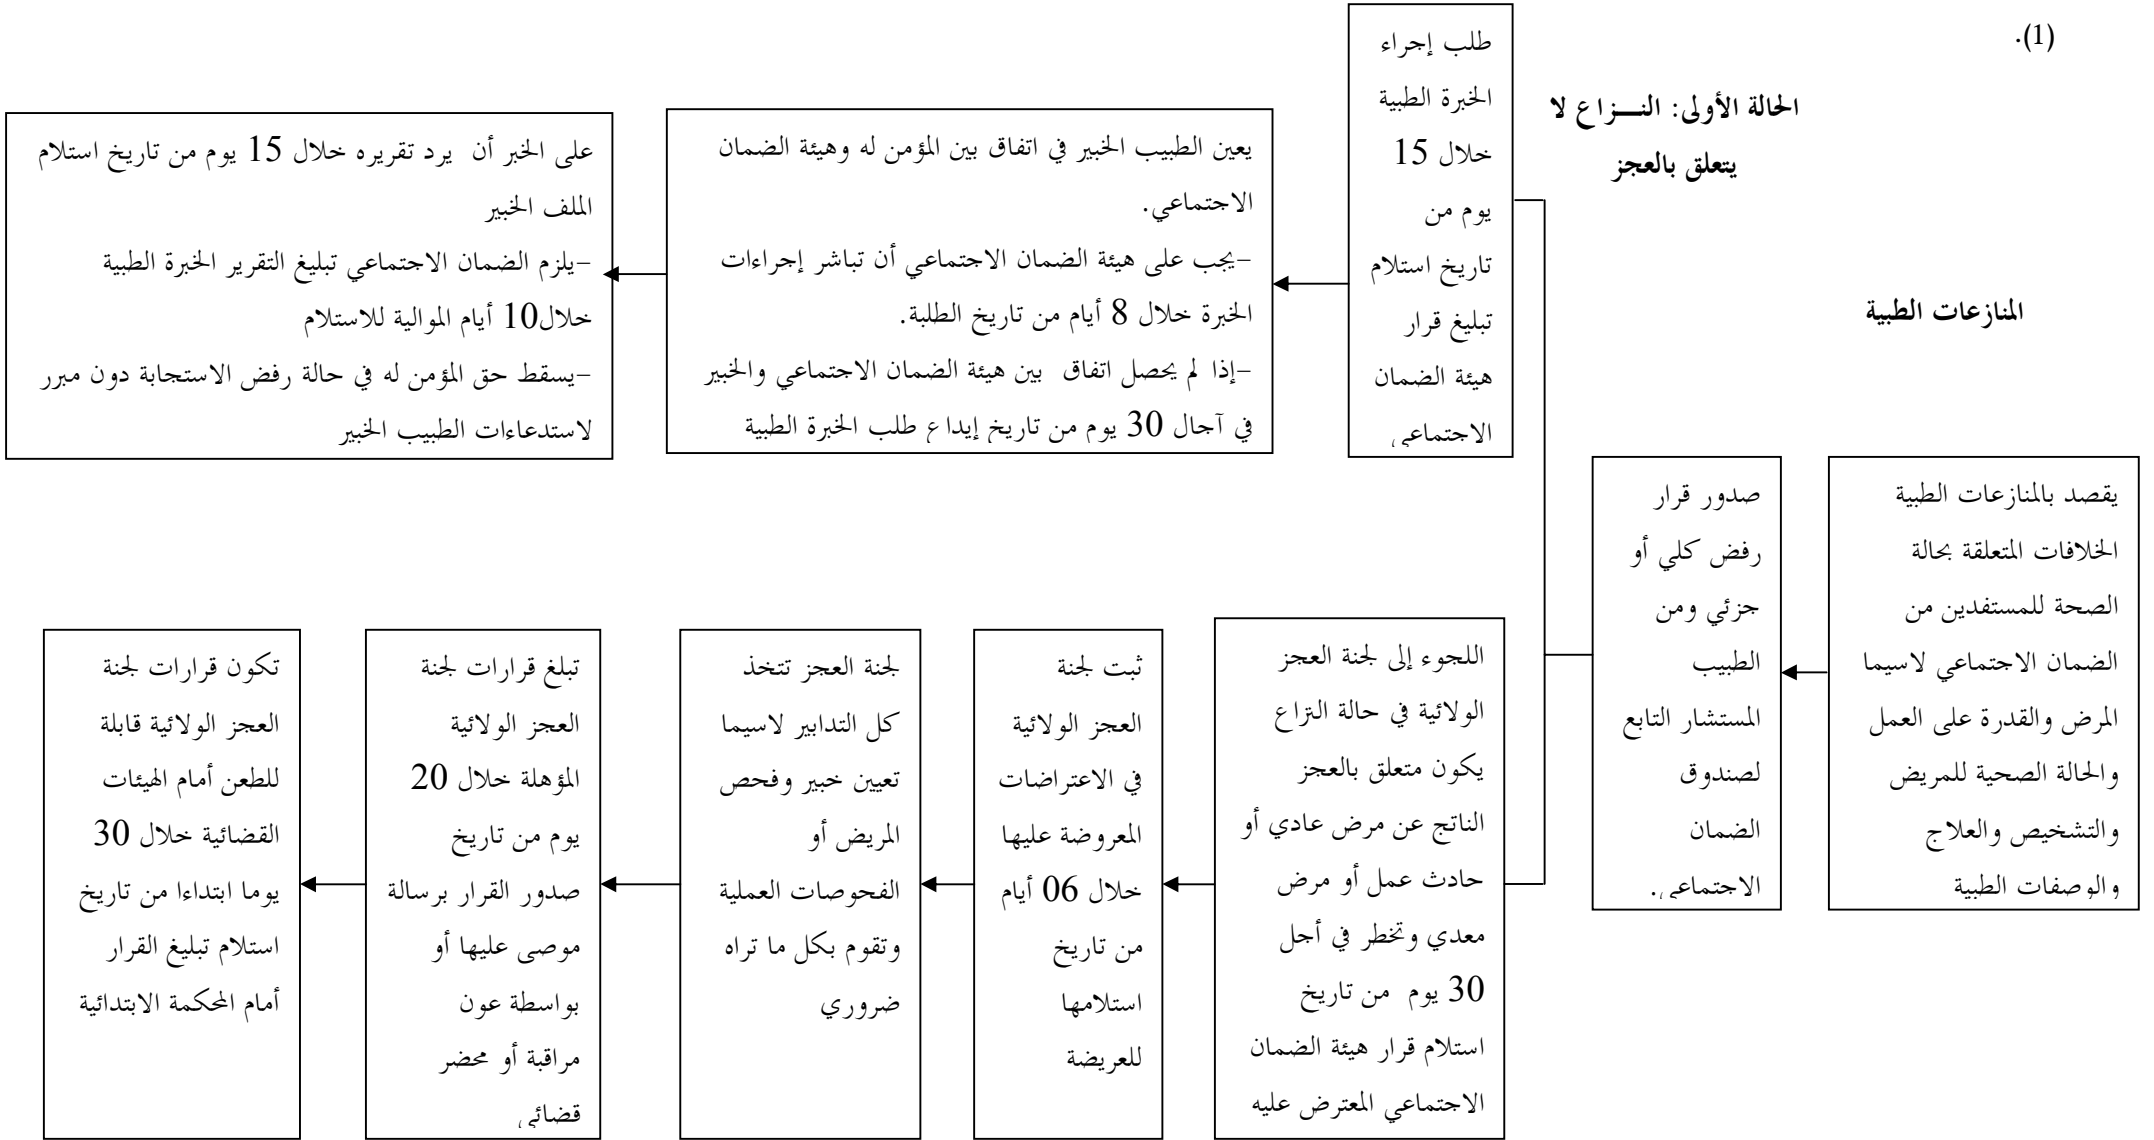 (1).
الحالة الأولى: النـــزاع لا
يتعلق بالعجز
المنازعات الطبية
يقصد بالمنازعات الطبية
الخلافات المتعلقة بحالة
الصحة للمستفدين من
الضمان الاجتماعي لاسيما
المرض والقدرة على العمل
والحالة الصحية للمريض
والتشخيص والعلاج
والوصفات الطبية
صدور قرار
رفض كلي أو
جزئي ومن
الطبيب
المستشار التابع
لصندوق
الضمان
الاجتماعي.
طلب إجراء
الخبرة الطبية
خلال 15
يوم من
تاريخ استلام
تبليغ قرار
هيئة الضمان
الاجتماعي
يعين الطبيب الخبير في اتفاق بين المؤمن له وهيئة الضمان
الاجتماعي.
-يجب على هيئة الضمان الاجتماعي أن تباشر إجراءات
الخبرة خلال 8 أيام من تاريخ الطلبة.
-إذا لم يحصل اتفاق بين هيئة الضمان الاجتماعي والخبير
في آجال 30 يوم من تاريخ إيداع طلب الخبرة الطبية
على الخبر أن يرد تقريره خلال 15 يوم من تاريخ استلام
الملف الخبير
-يلزم الضمان الاجتماعي تبليغ التقرير الخبرة الطبية
خلال10 أيام الموالية للاستلام
-يسقط حق المؤمن له في حالة رفض الاستجابة دون مبرر
لاستدعاءات الطبيب الخبير
اللجوء إلى لجنة العجز
الولائية في حالة النزاع
يكون متعلق بالعجز
الناتج عن مرض عادي أو
حادث عمل أو مرض
معدي وتخطر في أجل
30 يوم من تاريخ
استلام قرار هيئة الضمان
الاجتماعي المعترض عليه
ثبت لجنة
العجز الولائية
في الاعتراضات
المعروضة عليها
خلال 06 أيام
من تاريخ
استلامها
للعريضة
لجنة العجز تتخذ
كل التدابير لاسيما
تعيين خبير وفحص
المريض أو
الفحوصات العملية
وتقوم بكل ما تراه
ضروري
تبلغ قرارات لجنة
العجز الولائية
المؤهلة خلال 20
يوم من تاريخ
صدور القرار برسالة
موصى عليها أو
بواسطة عون
مراقبة أو محضر
قضائي
تكون قرارات لجنة
العجز الولائية قابلة
للطعن أمام الهيئات
القضائية خلال 30
يوما ابتداءا من تاريخ
استلام تبليغ القرار
أمام المحكمة الابتدائية